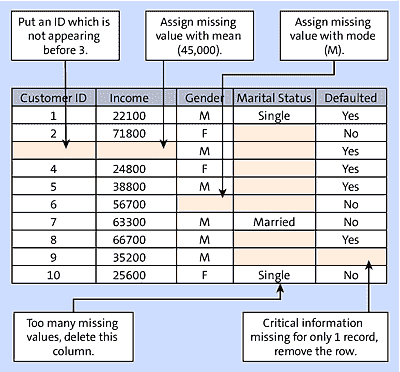 Put an ID which is
not appearing
before 3.
Assign missing
value with mean
(45,000).
Assign missing
value with mode
(M).
Customer ID Income Gender Marital Status Defaulted
1 22100 M Single Yes
2 71800 F No
M Yes
4 24800 F Yes
5 38800 M Yes
6 56700 No
7 63300 M Married No
8 66700 M Yes
9 35200 M
10 25600 F Single No
Too many missing
values, delete this
column.
Critical information
missing for only 1 record,
remove the row.